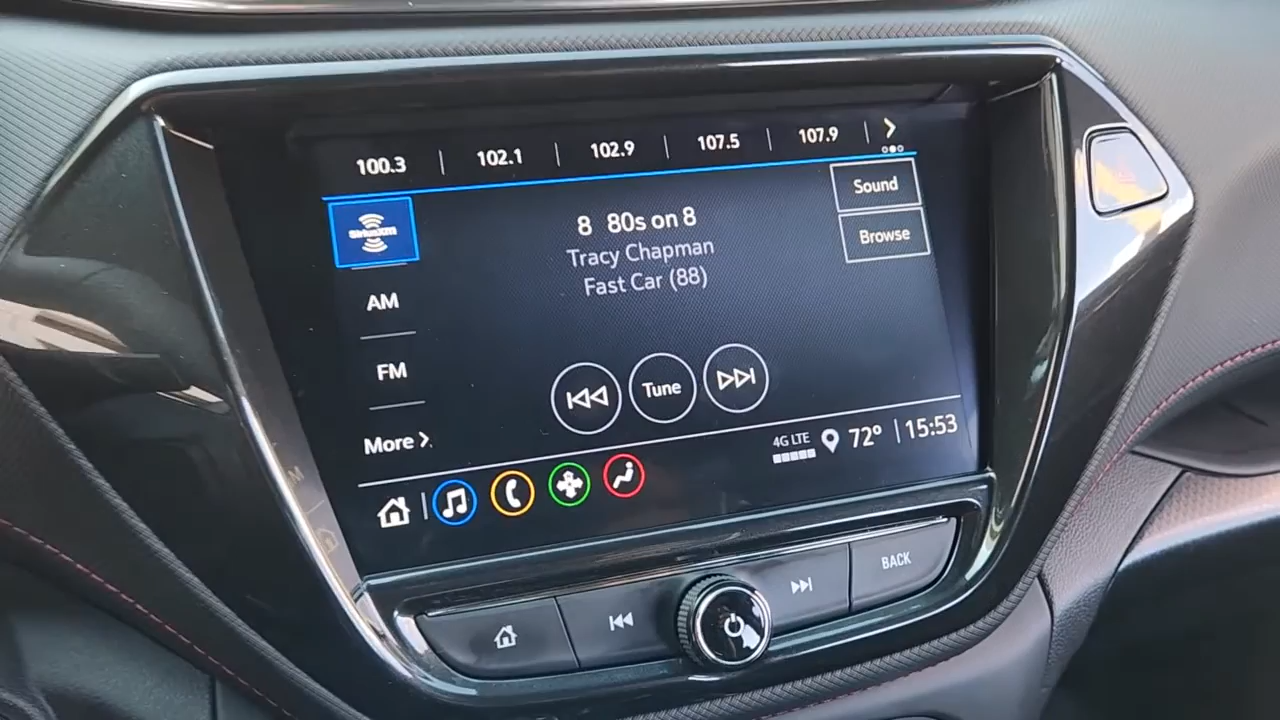 100.3 | 102.1 | 102.9 | 107.5 | 107.9 |
SiriusXM
8 80s on 8
Sound
Tracy Chapman
Browse
Fast Car (88)
AM
FM
Tune
More
4G LTE 72° | 15:53
BACK